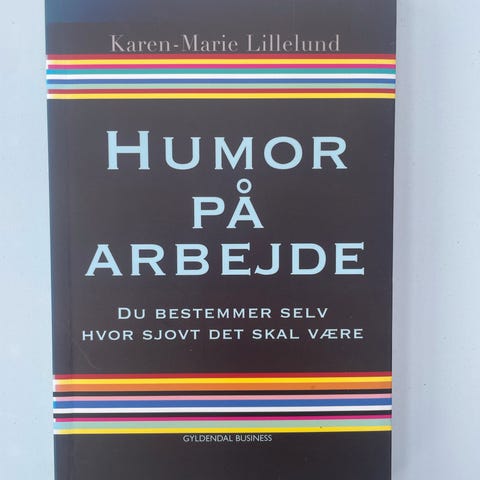 Karen-Marie Lillelund
HUMOR
PÅ
ARBEJDE
DU BESTEMMER SELV
HVOR SJOVT DET SKAL VÆRE
GYLDENDAL BUSINESS